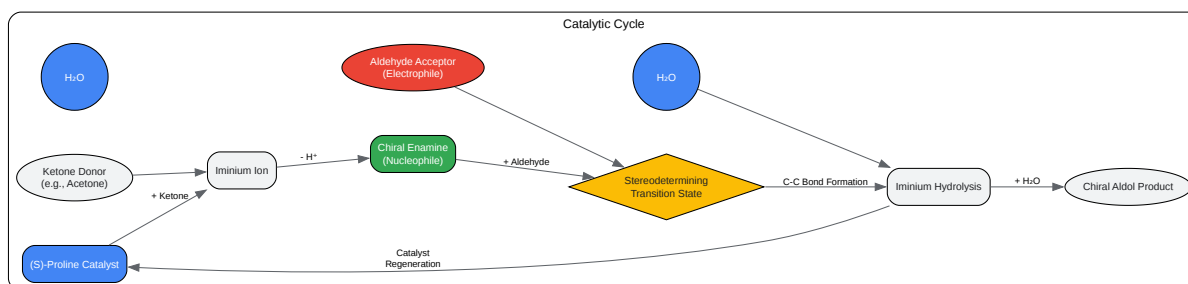 Catalytic Cycle
H₂O
Aldehyde Acceptor
(Electrophile)
H₂O
Ketone Donor
(e.g., Acetone)
Iminium Ion
- H⁺
Chiral Enamine
(Nucleophile)
+ Aldehyde
Stereodetermining
Transition State
C-C Bond Formation
Iminium Hydrolysis
+ H₂O
Chiral Aldol Product
+ Ketone
(S)-Proline Catalyst
Catalyst
Regeneration